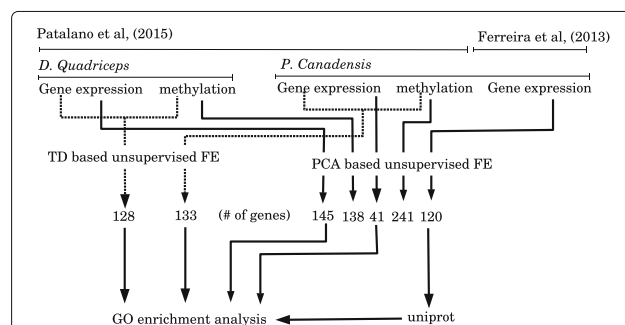 Patalano et al, (2015)
Ferreira et al, (2013)
D. Quadriceps
P. Canadensis
Gene expression methylation Gene expression methylation Gene expression
TD based unsupervised FE PCA based unsupervised FE
128 133 (# of genes) 145 138 41 241 120
GO enrichment analysis uniprot